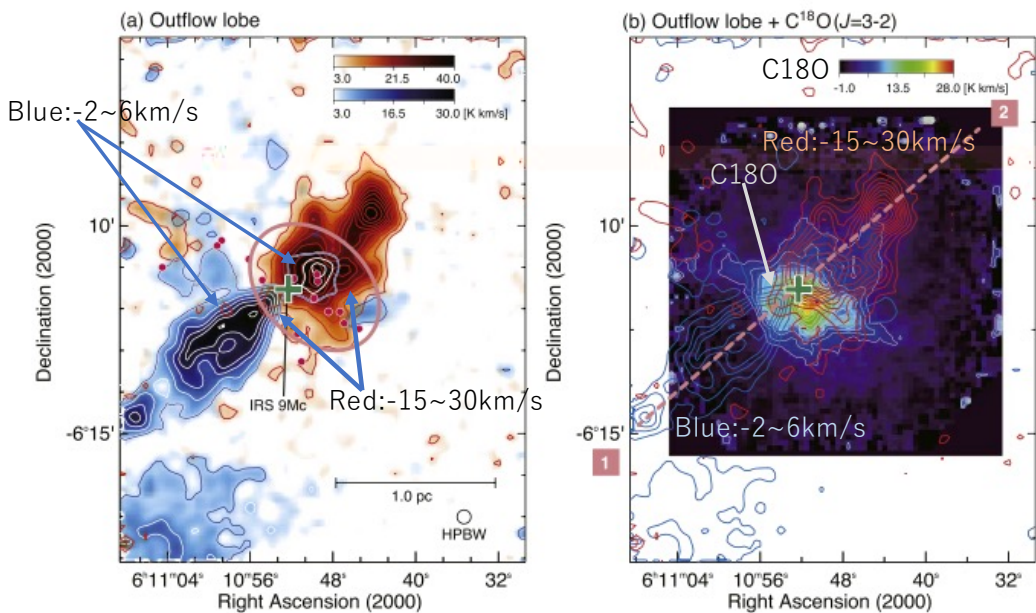 (a) Outflow lobe
3.0 21.5 40.0
3.0 16.5 30.0 [K km/s]
Blue:-2~6km/s
Declination (2000)
10'
-6°15'
IRS 9Mc
Red:-15~30km/s
1.0 pc
HPBW
6ʰ11ᵐ04ˢ 10ᵐ56ˢ 48ˢ 40ˢ 32ˢ
Right Ascension (2000)
(b) Outflow lobe + C¹⁸O(J=3-2)
C18O
-1.0 13.5 28.0 [K km/s]
2
Red:-15~30km/s
C18O
Declination (2000)
10'
-6°15'
Blue:-2~6km/s
1
6ʰ11ᵐ04ˢ 10ᵐ56ˢ 48ˢ 40ˢ 32ˢ
Right Ascension (2000)